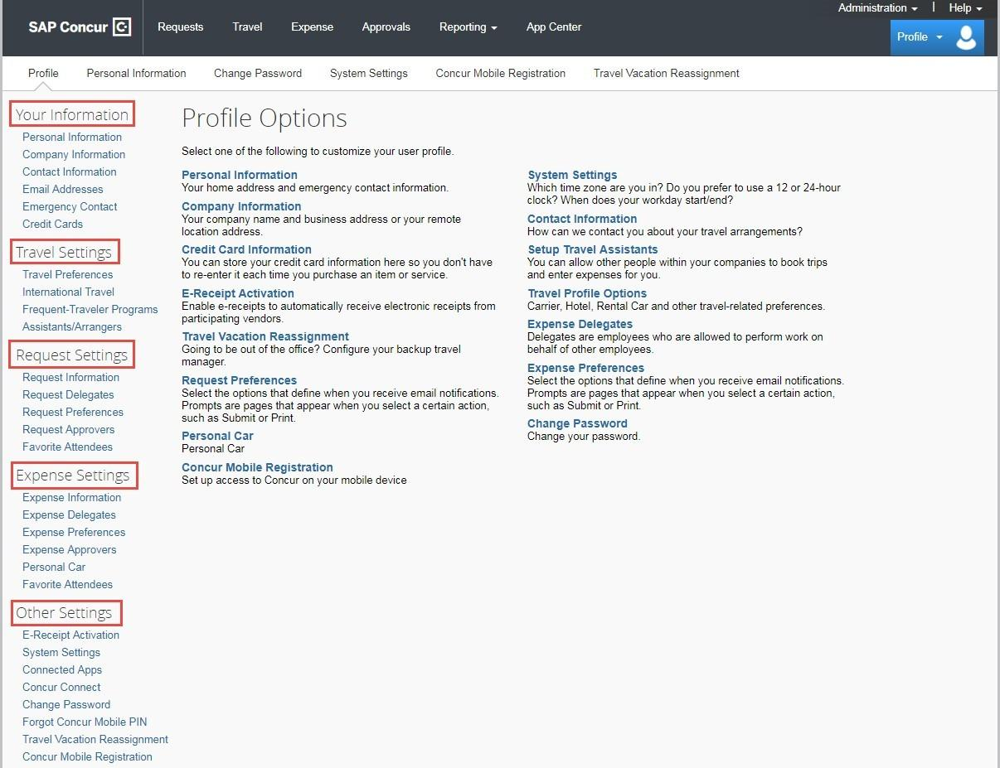 Administration | Help
SAP Concur C Requests Travel Expense Approvals Reporting App Center
Profile
Profile Personal Information Change Password System Settings Concur Mobile Registration Travel Vacation Reassignment
Your Information
Personal Information
Company Information
Contact Information
Email Addresses
Emergency Contact
Credit Cards
Travel Settings
Travel Preferences
International Travel
Frequent-Traveler Programs
Assistants/Arrangers
Request Settings
Request Information
Request Delegates
Request Preferences
Request Approvers
Favorite Attendees
Expense Settings
Expense Information
Expense Delegates
Expense Preferences
Expense Approvers
Personal Car
Favorite Attendees
Other Settings
E-Receipt Activation
System Settings
Connected Apps
Concur Connect
Change Password
Forgot Concur Mobile PIN
Travel Vacation Reassignment
Concur Mobile Registration
Profile Options
Select one of the following to customize your user profile.
Personal Information
Your home address and emergency contact information.
Company Information
Your company name and business address or your remote
location address.
Credit Card Information
You can store your credit card information here so you don't have
to re-enter it each time you purchase an item or service.
E-Receipt Activation
Enable e-receipts to automatically receive electronic receipts from
participating vendors.
Travel Vacation Reassignment
Going to be out of the office? Configure your backup travel
manager.
Request Preferences
Select the options that define when you receive email notifications.
Prompts are pages that appear when you select a certain action,
such as Submit or Print.
Personal Car
Personal Car
Concur Mobile Registration
Set up access to Concur on your mobile device
System Settings
Which time zone are you in? Do you prefer to use a 12 or 24-hour
clock? When does your workday start/end?
Contact Information
How can we contact you about your travel arrangements?
Setup Travel Assistants
You can allow other people within your companies to book trips
and enter expenses for you.
Travel Profile Options
Carrier, Hotel, Rental Car and other travel-related preferences.
Expense Delegates
Delegates are employees who are allowed to perform work on
behalf of other employees.
Expense Preferences
Select the options that define when you receive email notifications.
Prompts are pages that appear when you select a certain action,
such as Submit or Print.
Change Password
Change your password.